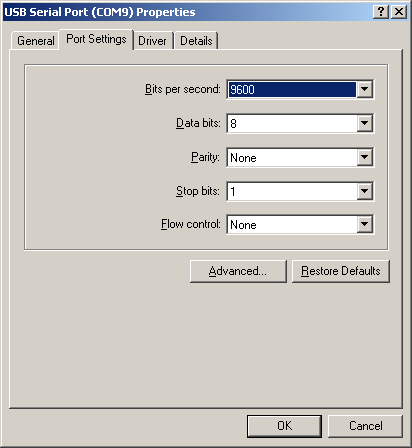 USB Serial Port (COM9) Properties
General Port Settings Driver Details
Bits per second: 9600
Data bits: 8
Parity: None
Stop bits: 1
Flow control: None
Advanced... Restore Defaults
OK Cancel